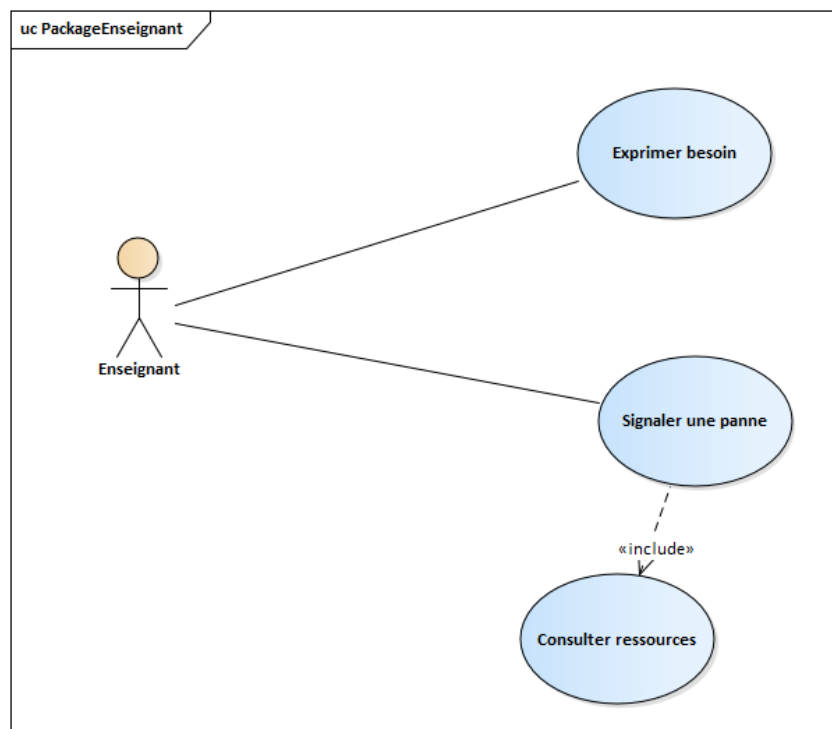 uc PackageEnseignant
Exprimer besoin
Enseignant
Signaler une panne
«include»
Consulter ressources